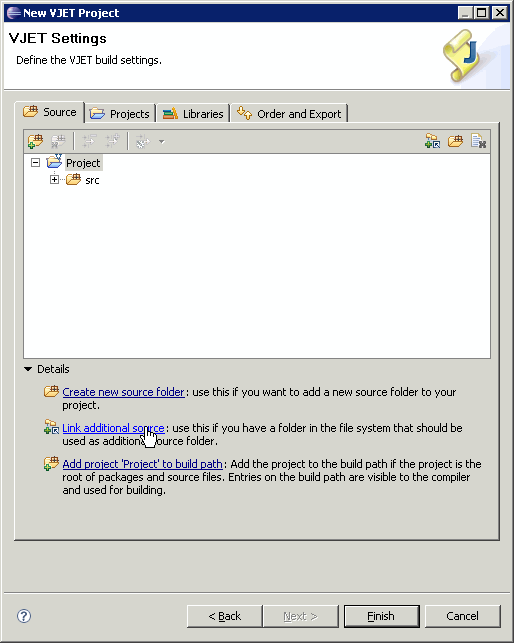 New VJET Project
VJET Settings
Define the VJET build settings.
Source
Projects
Libraries
Order and Export
Project
src
Details
Create new source folder: use this if you want to add a new source folder to your
project.
Link additional source: use this if you have a folder in the file system that should be
used as additional source folder.
Add project 'Project' to build path: Add the project to the build path if the project is the
root of packages and source files. Entries on the build path are visible to the compiler
and used for building.
< Back
Next >
Finish
Cancel